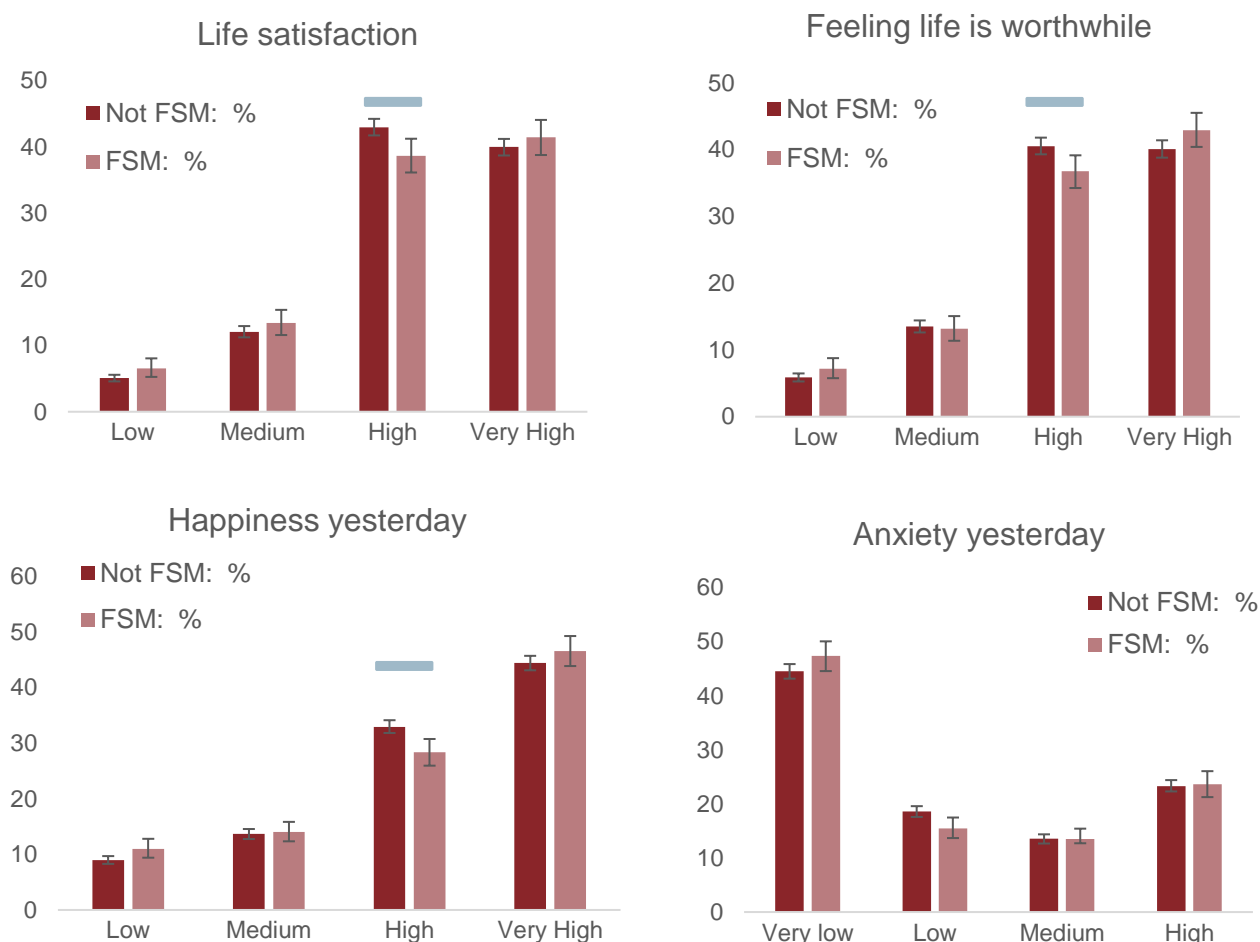 Life satisfaction
50
40
30
20
10
0
Not FSM: %
FSM: %
Low Medium High Very High
Feeling life is worthwhile
50
40
30
20
10
0
Not FSM: %
FSM: %
Low Medium High Very High
Happiness yesterday
60
50
40
30
20
10
0
Not FSM: %
FSM: %
Low Medium High Very High
Anxiety yesterday
60
50
40
30
20
10
0
Not FSM: %
FSM: %
Very low Low Medium High